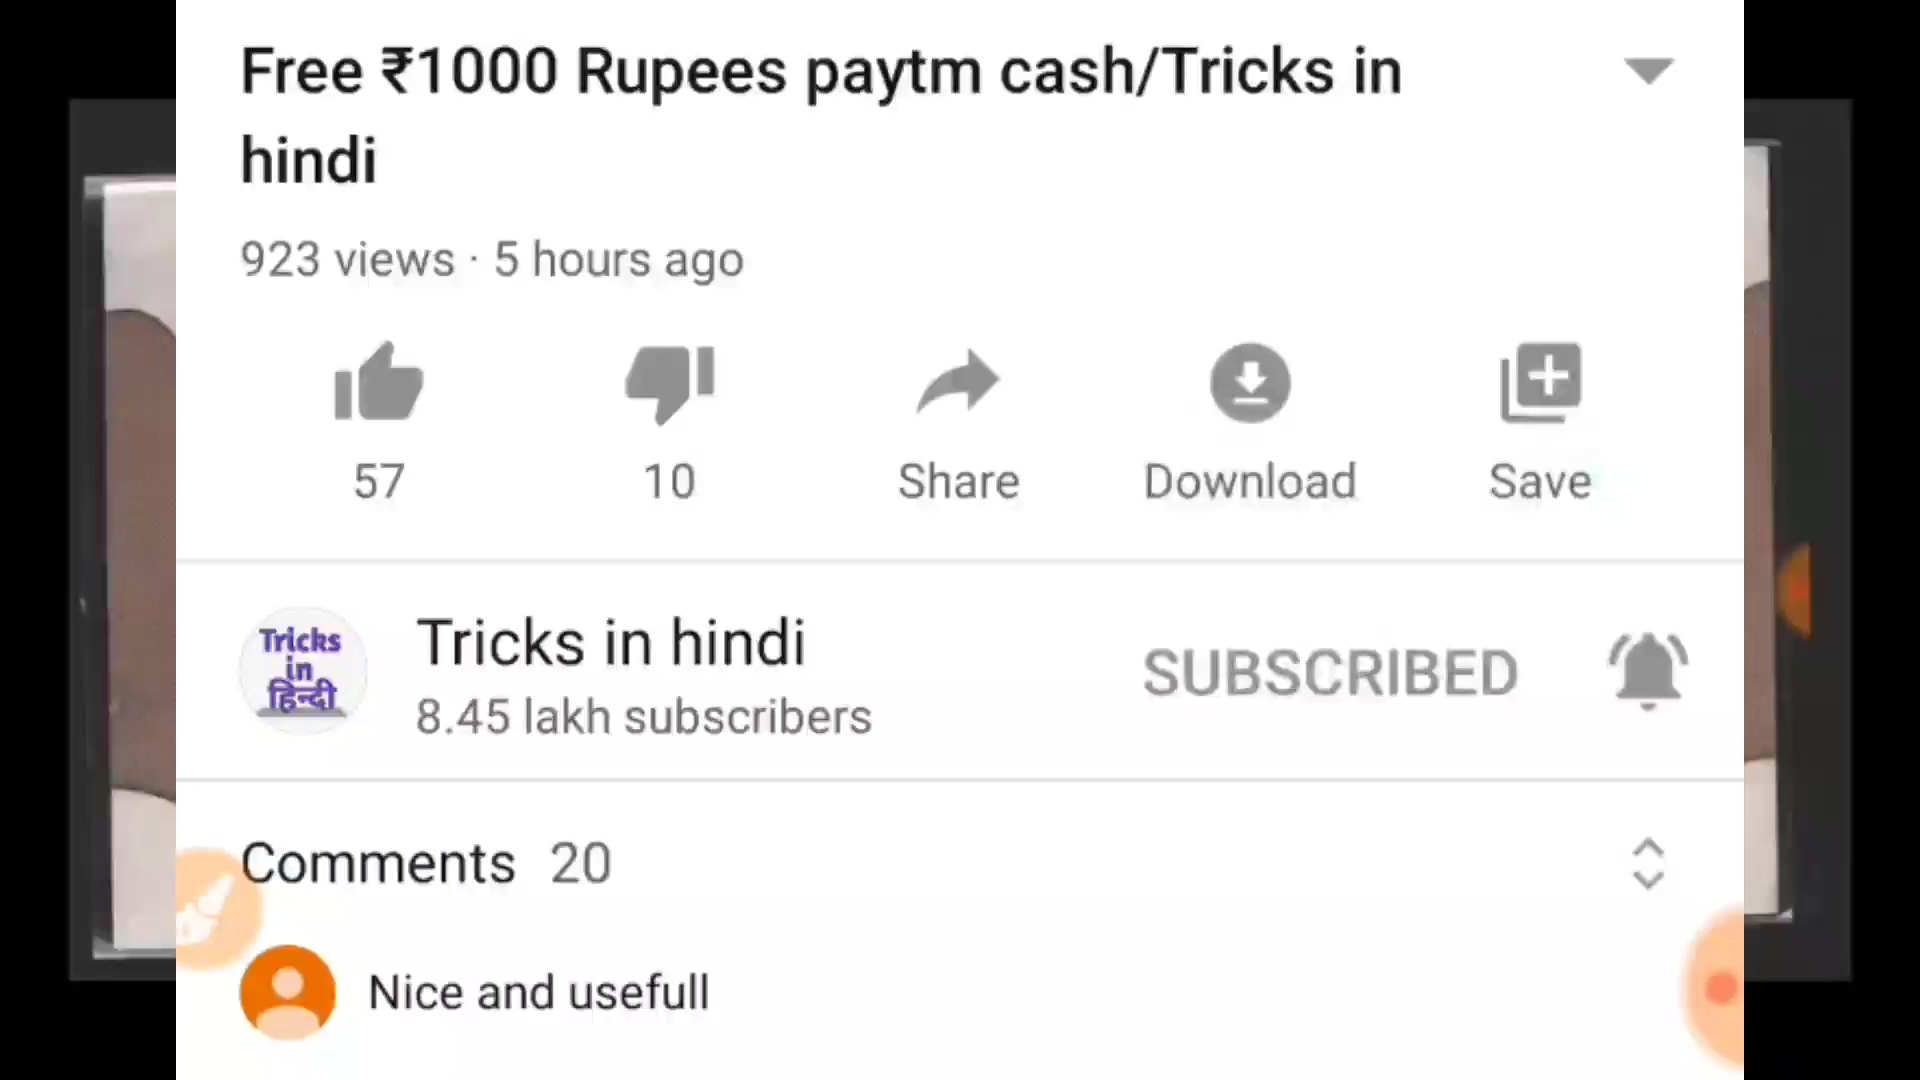 Free ₹1000 Rupees paytm cash/Tricks in
hindi
923 views · 5 hours ago
57
10
Share
Download
Save
Tricks
in
हिन्दी
Tricks in hindi
8.45 lakh subscribers
SUBSCRIBED
Comments 20
Nice and usefull